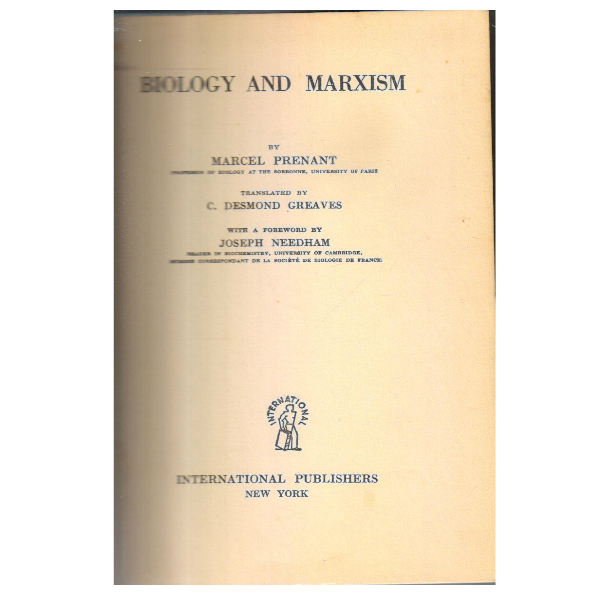 BIOLOGY AND MARXISM
BY
MARCEL PRENANT
PROFESSOR OF ZOOLOGY AT THE SORBONNE, UNIVERSITY OF PARIS
TRANSLATED BY
C. DESMOND GREAVES
WITH A FOREWORD BY
JOSEPH NEEDHAM
READER IN BIOCHEMISTRY, UNIVERSITY OF CAMBRIDGE,
MEMBRE CORRESPONDANT DE LA SOCIÉTÉ DE BIOLOGIE DE FRANCE
INTERNATIONAL
INTERNATIONAL PUBLISHERS
NEW YORK